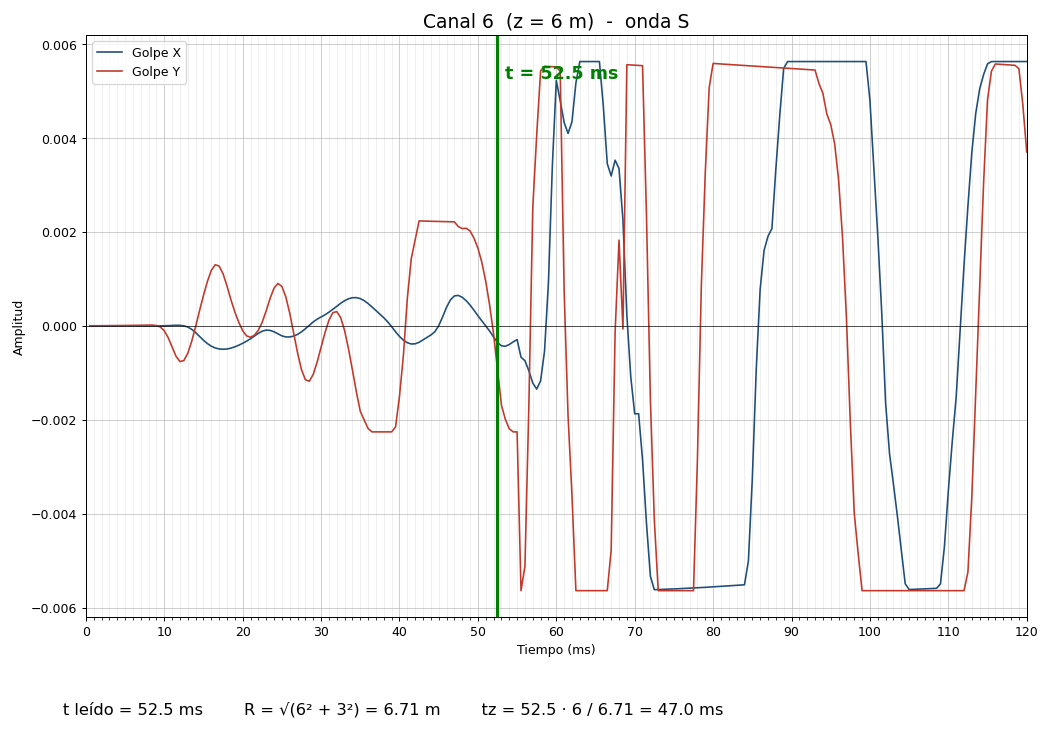 Canal 6 (z = 6 m) - onda S
Golpe X
Golpe Y
t = 52.5 ms
0.006
0.004
0.002
0.000
−0.002
−0.004
−0.006
Amplitud
0 10 20 30 40 50 60 70 80 90 100 110 120
Tiempo (ms)
t leído = 52.5 ms R = √(6² + 3²) = 6.71 m tz = 52.5 · 6 / 6.71 = 47.0 ms